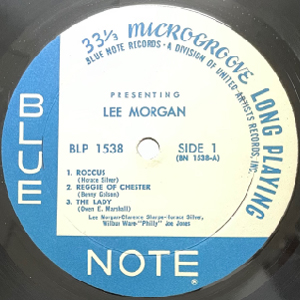 33 1/3 MICROGROOVE LONG PLAYING
BLUE NOTE RECORDS • A DIVISION OF UNITED ARTISTS RECORDS, INC.
PRESENTING
LEE MORGAN
BLP 1538 SIDE 1
(BN 1538-A)
1. ROCCUS
(Horace Silver)
2. REGGIE OF CHESTER
(Benny Golson)
3. THE LADY
(Owen E. Marshall)
Lee Morgan-Clarence Sharpe-Horace Silver,
Wilbur Ware-"Philly" Joe Jones
BLUE
NOTE®